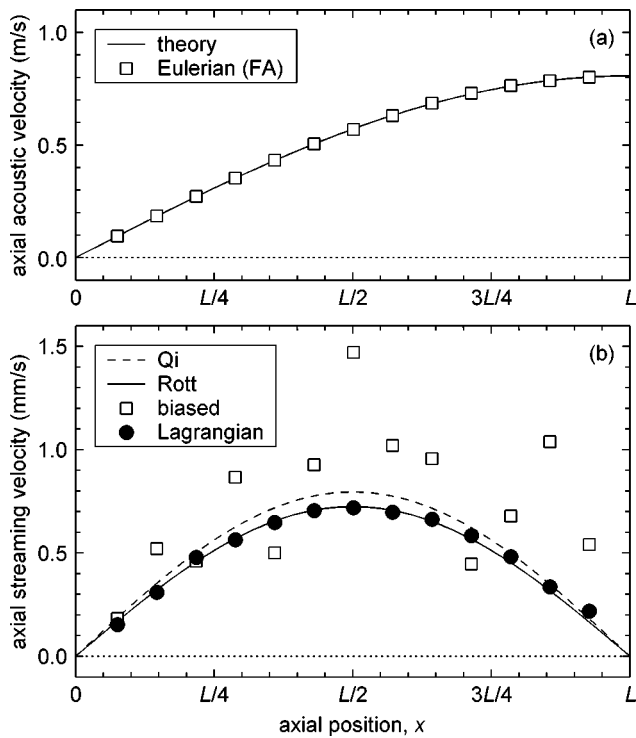 axial acoustic velocity (m/s)
1.0
0.5
0.0
theory
Eulerian (FA)
(a)
0 L/4 L/2 3L/4 L
axial streaming velocity (mm/s)
1.5
1.0
0.5
0.0
Qi
Rott
biased
Lagrangian
(b)
0 L/4 L/2 3L/4 L
axial position, x